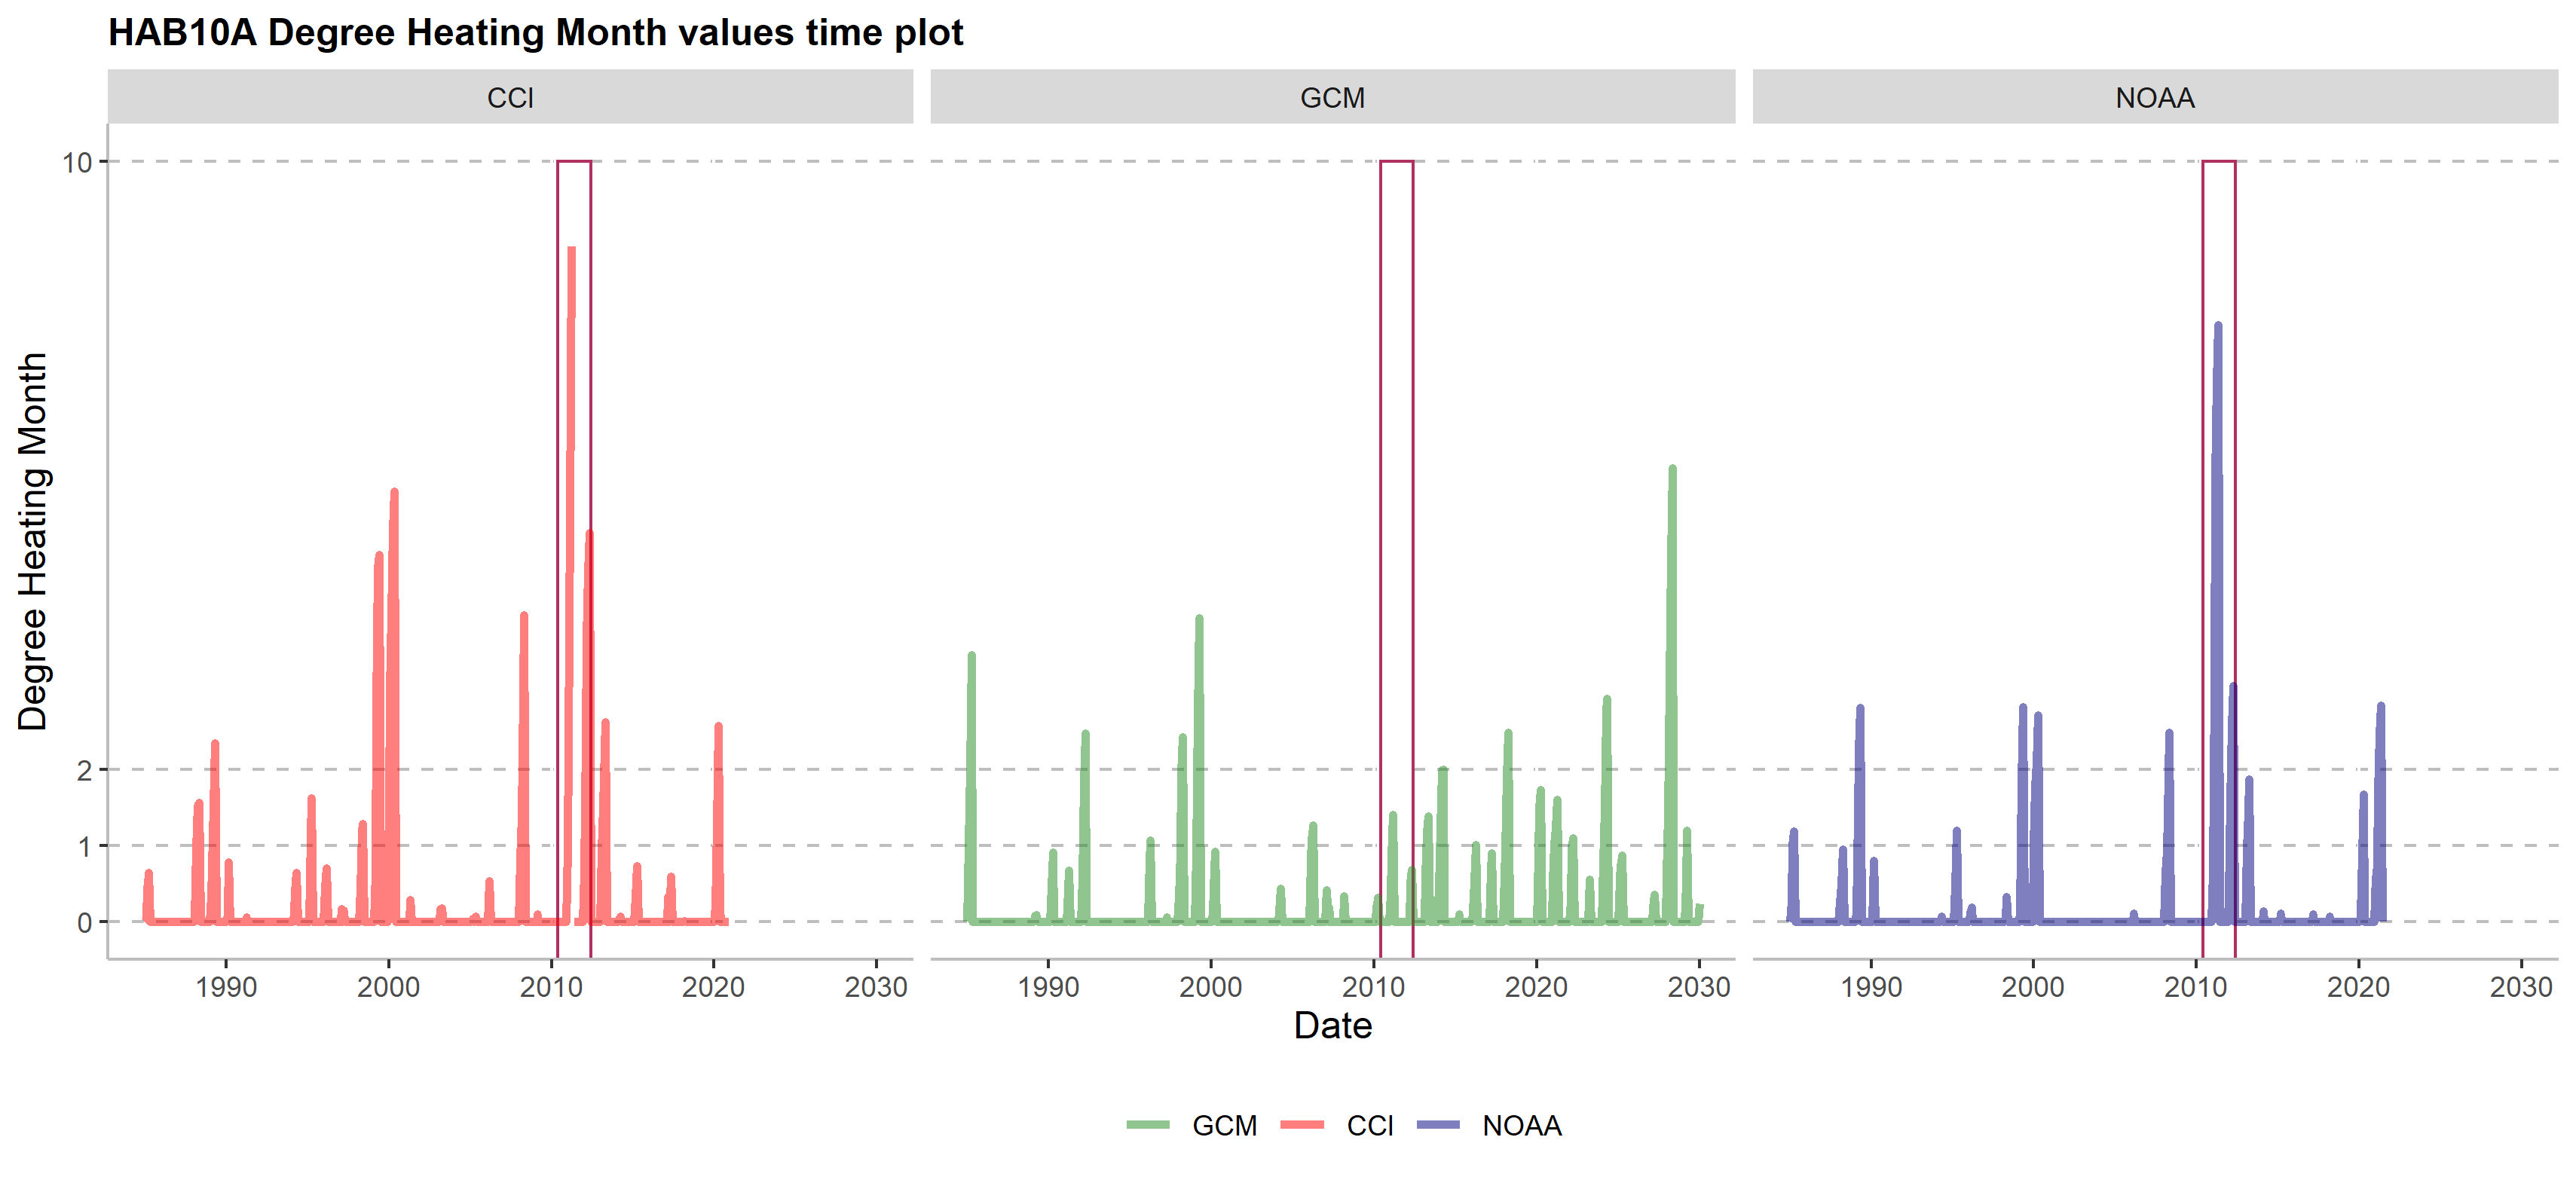 HAB10A Degree Heating Month values time plot
CCI
GCM
NOAA
Degree Heating Month
10
2
1
0
1990 2000 2010 2020 2030
1990 2000 2010 2020 2030
1990 2000 2010 2020 2030
Date
GCM CCI NOAA